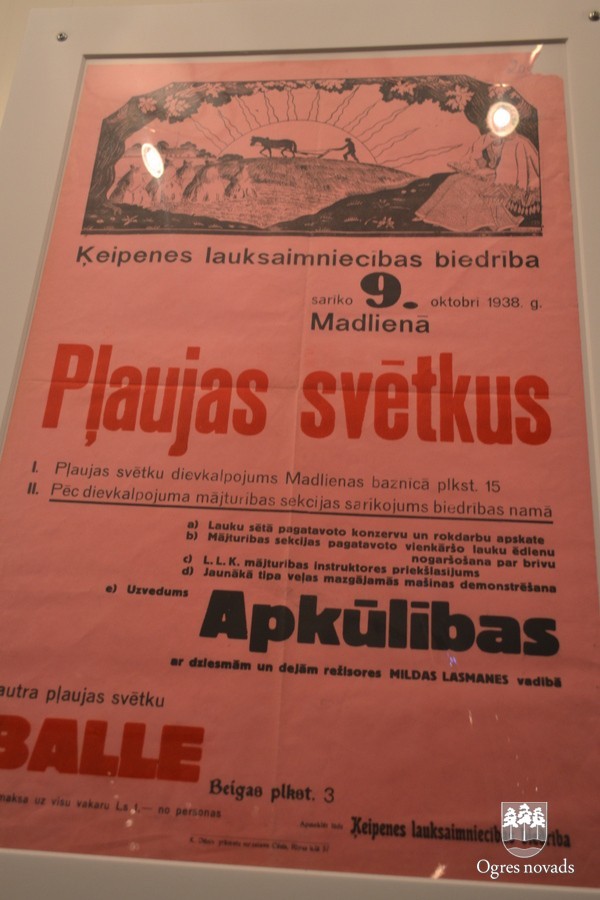 Ķeipenes lauksaimniecības biedrība
sarīko 9. oktobrī 1938. g.
Madlienā
Pļaujas svētkus
I. Pļaujas svētku dievkalpojums Madlienas baznīcā plkst. 15
II. Pēc dievkalpojuma mājturības sekcijas sarīkojums biedrības namā
a) Lauku sētā pagatavoto konzervu un rokdarbu apskate
b) Mājturības sekcijas pagatavoto vienkāršo lauku ēdienu
nogaršošana par brīvu
c) L. L. K. mājturības instruktores priekšlasījums
d) Jaunākā tipa veļas mazgājamās mašīnas demonstrēšana
e) Uzvedums
Apkūlības
ar dziesmām un dejām režisores MILDAS LASMANES vadībā
autra pļaujas svētku
BALLE
Beigas plkst. 3
maksa uz visu vakaru Ls 1.— no personas
Ķeipenes lauksaimniecības biedrība
Ogres novads